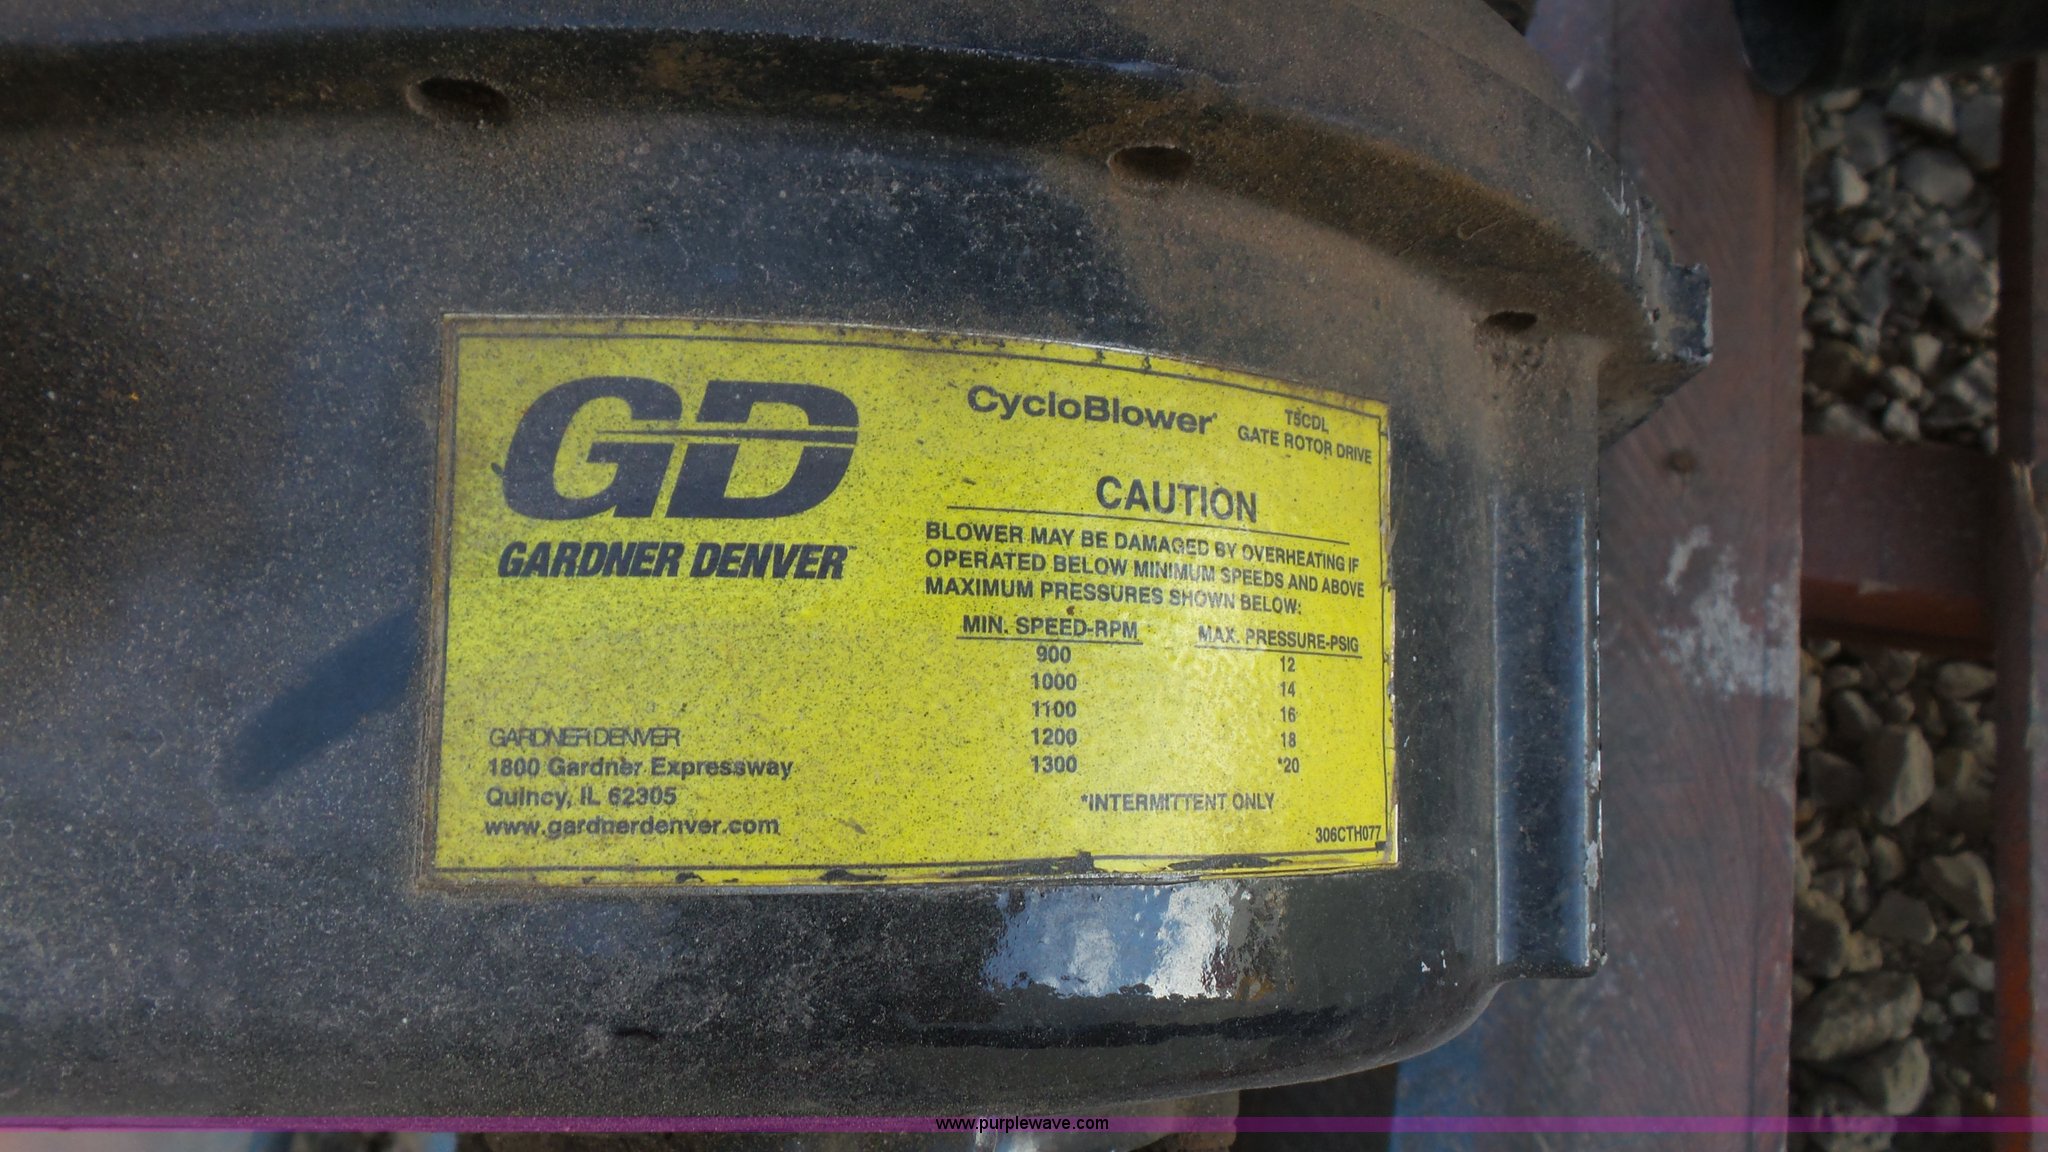 GD
GARDNER DENVER™
CycloBlower®
T5CDL
GATE ROTOR DRIVE
CAUTION
BLOWER MAY BE DAMAGED BY OVERHEATING IF
OPERATED BELOW MINIMUM SPEEDS AND ABOVE
MAXIMUM PRESSURES SHOWN BELOW:
MIN. SPEED-RPM MAX. PRESSURE-PSIG
900 12
1000 14
1100 16
1200 18
1300 *20
*INTERMITTENT ONLY
306CTH077
GARDNER DENVER
1800 Gardner Expressway
Quincy, IL 62305
www.gardnerdenver.com
www.purplewave.com